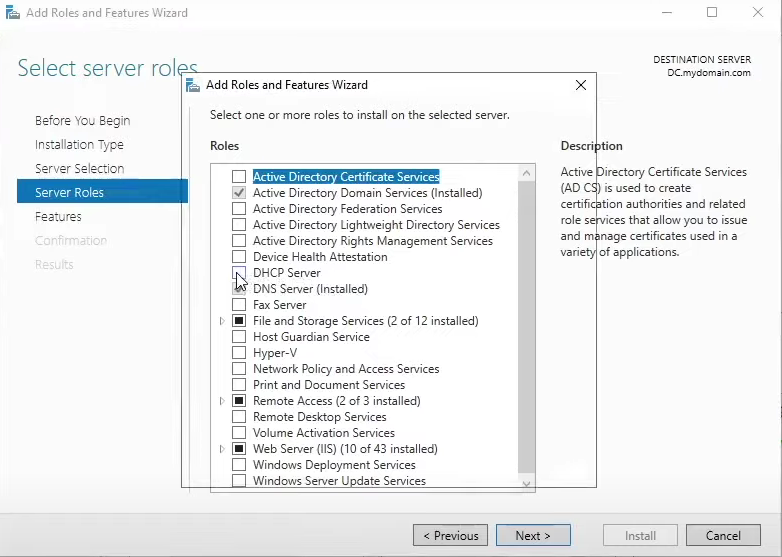 Add Roles and Features Wizard
Select server roles
DESTINATION SERVER
DC.mydomain.com
Before You Begin
Installation Type
Server Selection
Server Roles
Features
Confirmation
Results
Add Roles and Features Wizard
Select one or more roles to install on the selected server.
Roles
Active Directory Certificate Services
Active Directory Domain Services (Installed)
Active Directory Federation Services
Active Directory Lightweight Directory Services
Active Directory Rights Management Services
Device Health Attestation
DHCP Server
DNS Server (Installed)
Fax Server
File and Storage Services (2 of 12 installed)
Host Guardian Service
Hyper-V
Network Policy and Access Services
Print and Document Services
Remote Access (2 of 3 installed)
Remote Desktop Services
Volume Activation Services
Web Server (IIS) (10 of 43 installed)
Windows Deployment Services
Windows Server Update Services
Description
Active Directory Certificate Services
(AD CS) is used to create
certification authorities and related
role services that allow you to issue
and manage certificates used in a
variety of applications.
< Previous
Next >
Install
Cancel